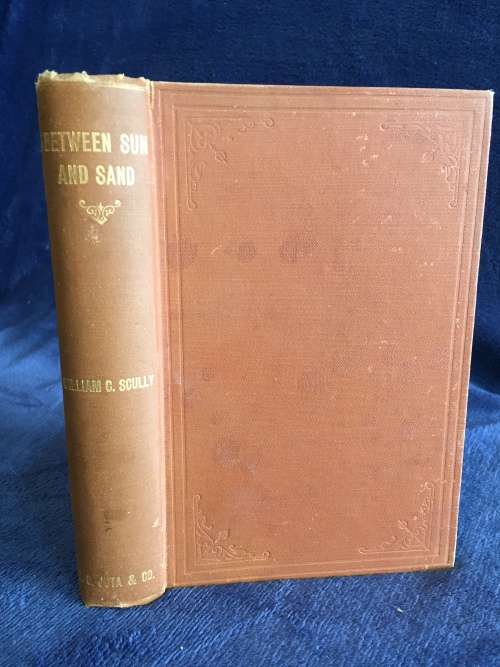 BETWEEN SUN
AND SAND
WILLIAM C. SCULLY
JUTA & CO.